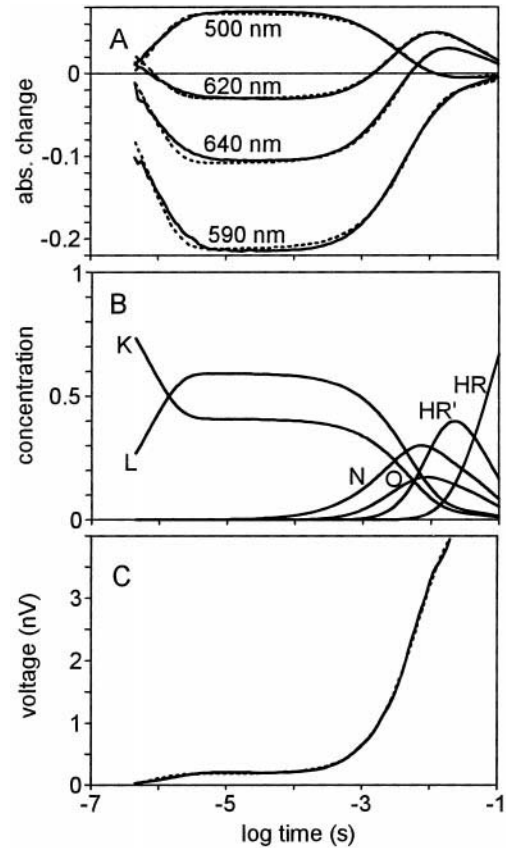 A
500 nm
620 nm
640 nm
590 nm
abs. change
0
-0.1
-0.2
B
K
L
N
O
HR'
HR
concentration
1
0.5
0
C
voltage (nV)
3
2
1
0
-7
-5
-3
-1
log time (s)